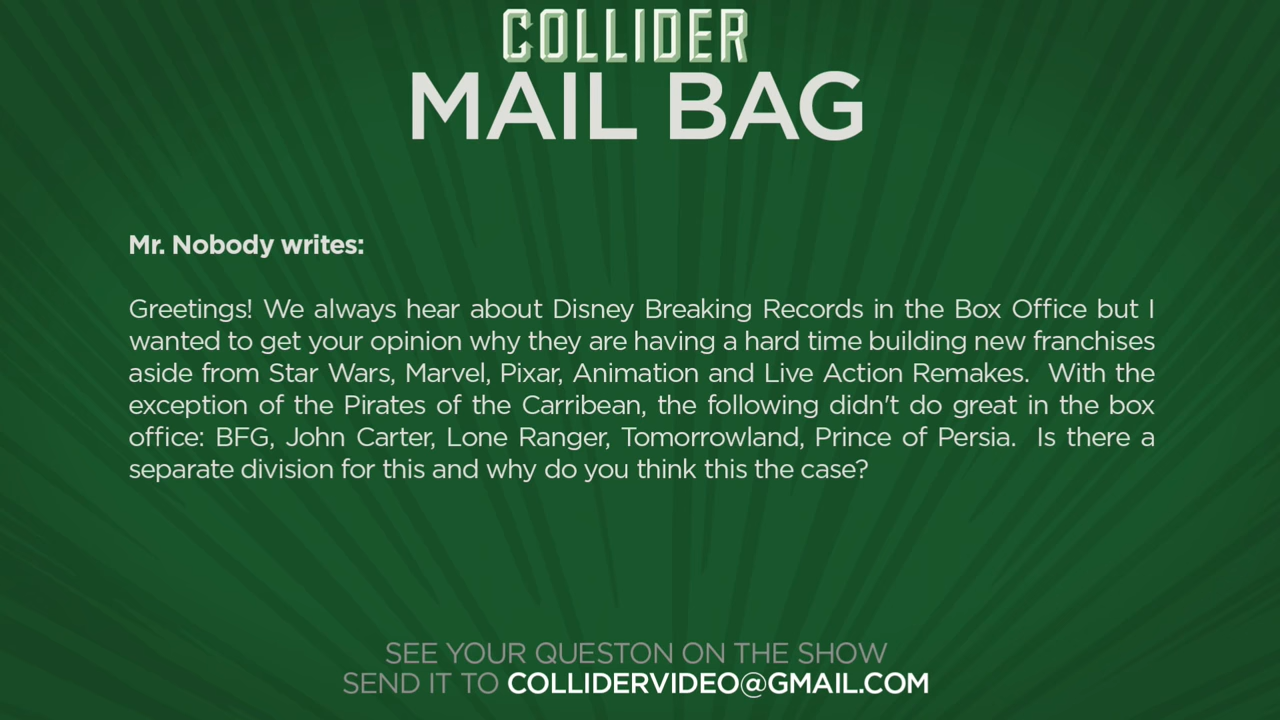 COLLIDER
MAIL BAG
Mr. Nobody writes:
Greetings! We always hear about Disney Breaking Records in the Box Office but I
wanted to get your opinion why they are having a hard time building new franchises
aside from Star Wars, Marvel, Pixar, Animation and Live Action Remakes.  With the
exception of the Pirates of the Carribean, the following didn't do great in the box
office: BFG, John Carter, Lone Ranger, Tomorrowland, Prince of Persia.  Is there a
separate division for this and why do you think this the case?
SEE YOUR QUESTON ON THE SHOW
SEND IT TO COLLIDERVIDEO@GMAIL.COM